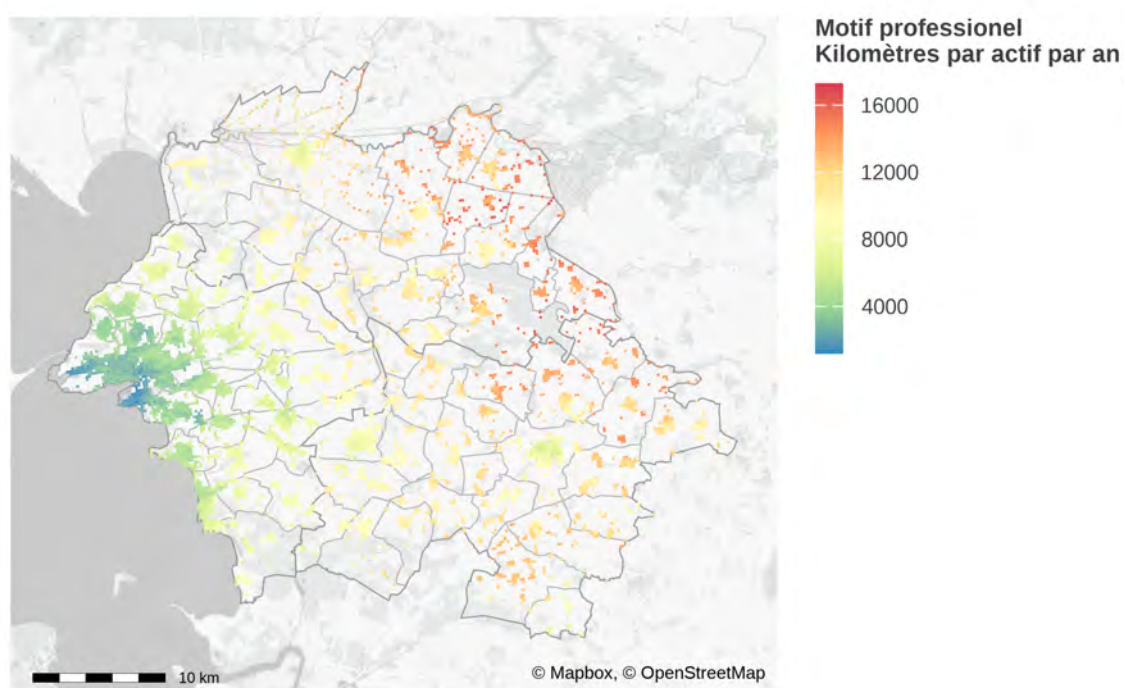 Motif professionel
Kilomètres par actif par an
16000
12000
8000
4000
10 km
© Mapbox, © OpenStreetMap